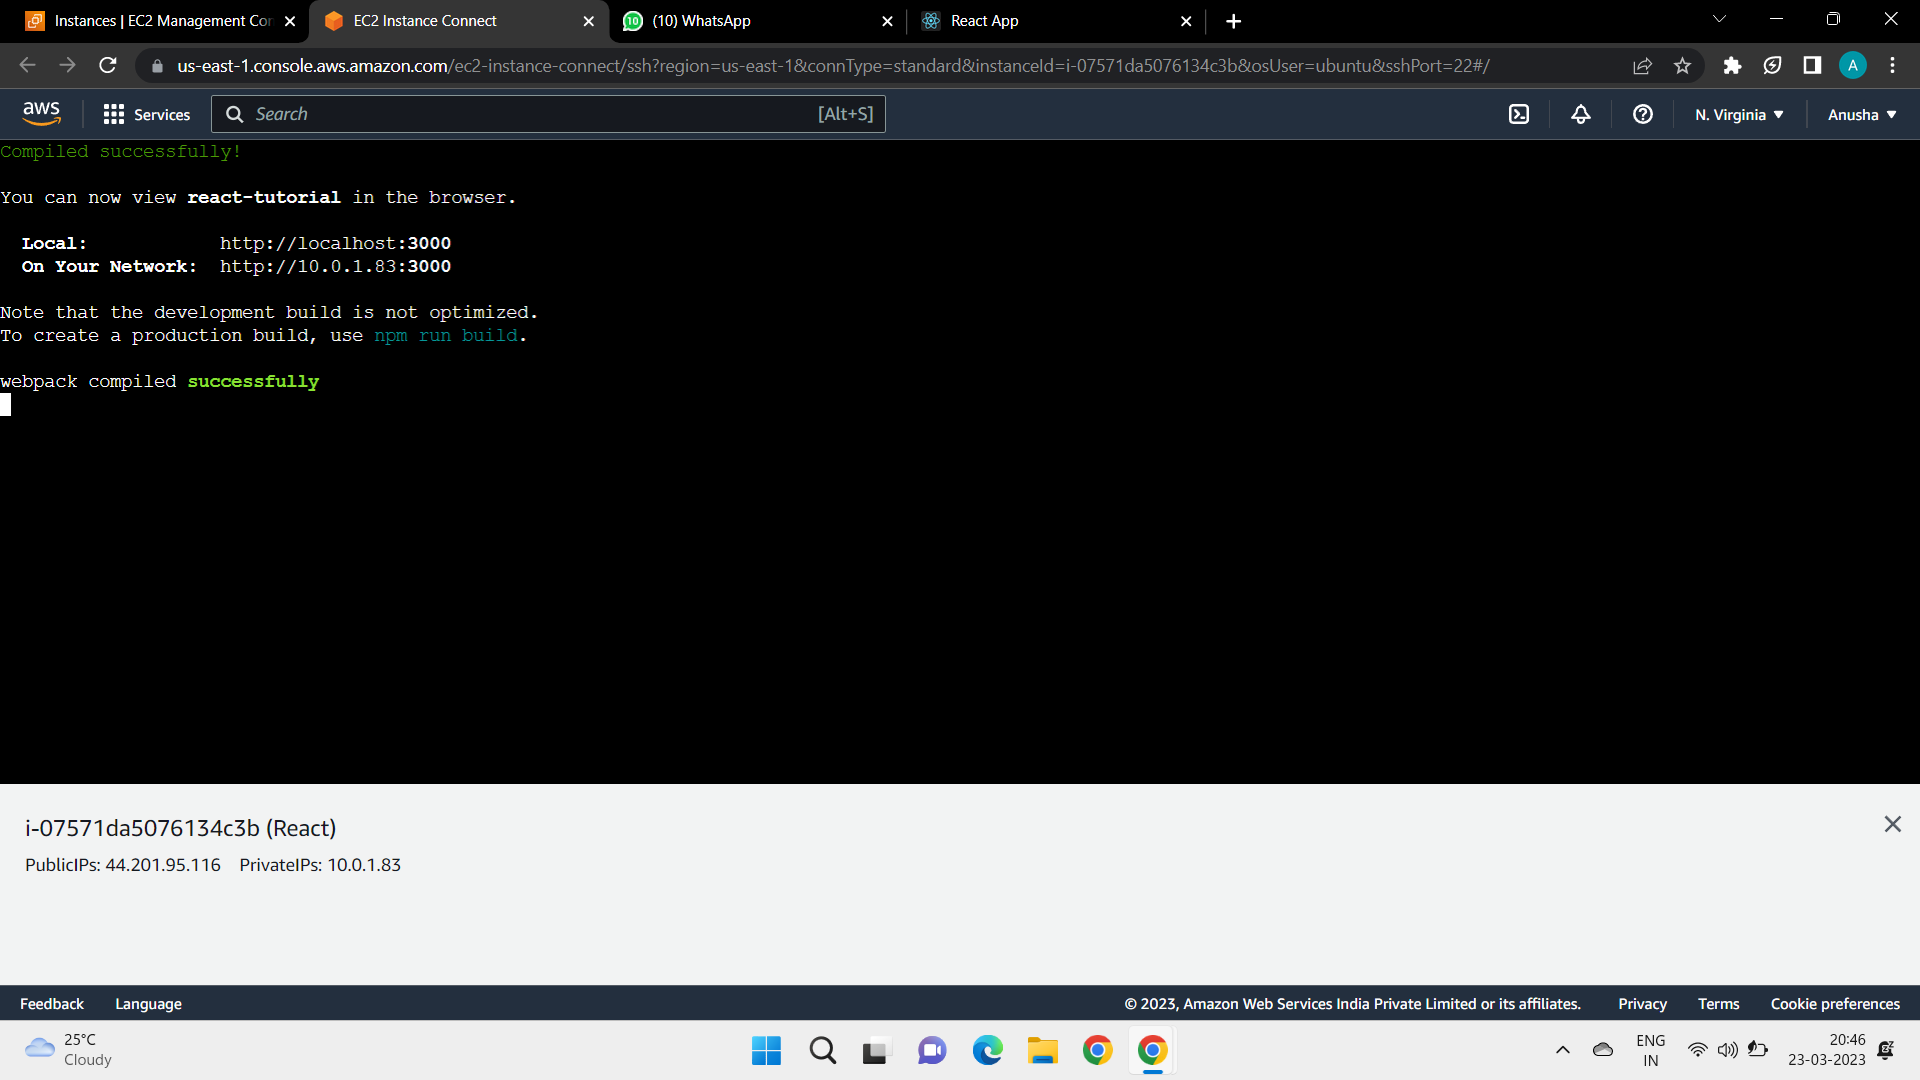 Instances | EC2 Management Con
EC2 Instance Connect
10 (10) WhatsApp
React App
us-east-1.console.aws.amazon.com/ec2-instance-connect/ssh?region=us-east-1&connType=standard&instanceId=i-07571da5076134c3b&osUser=ubuntu&sshPort=22#/
A
aws
Services
Search
[Alt+S]
N. Virginia
Anusha
Compiled successfully!
You can now view react-tutorial in the browser.
Local: http://localhost:3000
On Your Network: http://10.0.1.83:3000
Note that the development build is not optimized.
To create a production build, use npm run build.
webpack compiled successfully
i-07571da5076134c3b (React)
PublicIPs: 44.201.95.116 PrivateIPs: 10.0.1.83
Feedback Language
© 2023, Amazon Web Services India Private Limited or its affiliates. Privacy Terms Cookie preferences
25°C
Cloudy
ENG
IN
20:46
23-03-2023